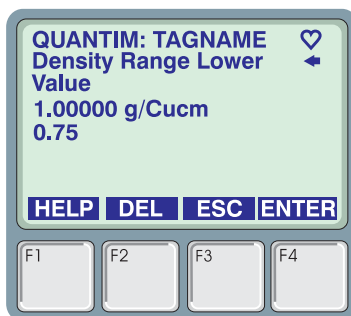 QUANTIM: TAGNAME
Density Range Lower
Value
1.00000 g/Cucm
0.75
HELP DEL ESC ENTER
F1 F2 F3 F4